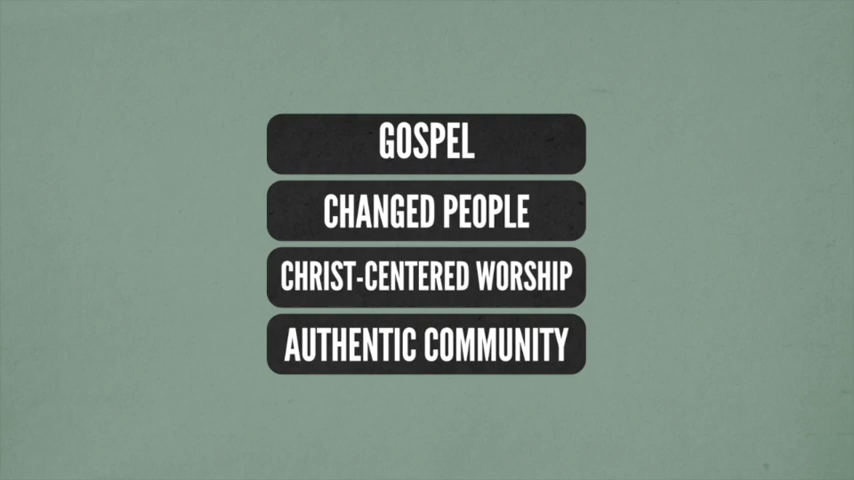 GOSPEL
CHANGED PEOPLE
CHRIST-CENTERED WORSHIP
AUTHENTIC COMMUNITY